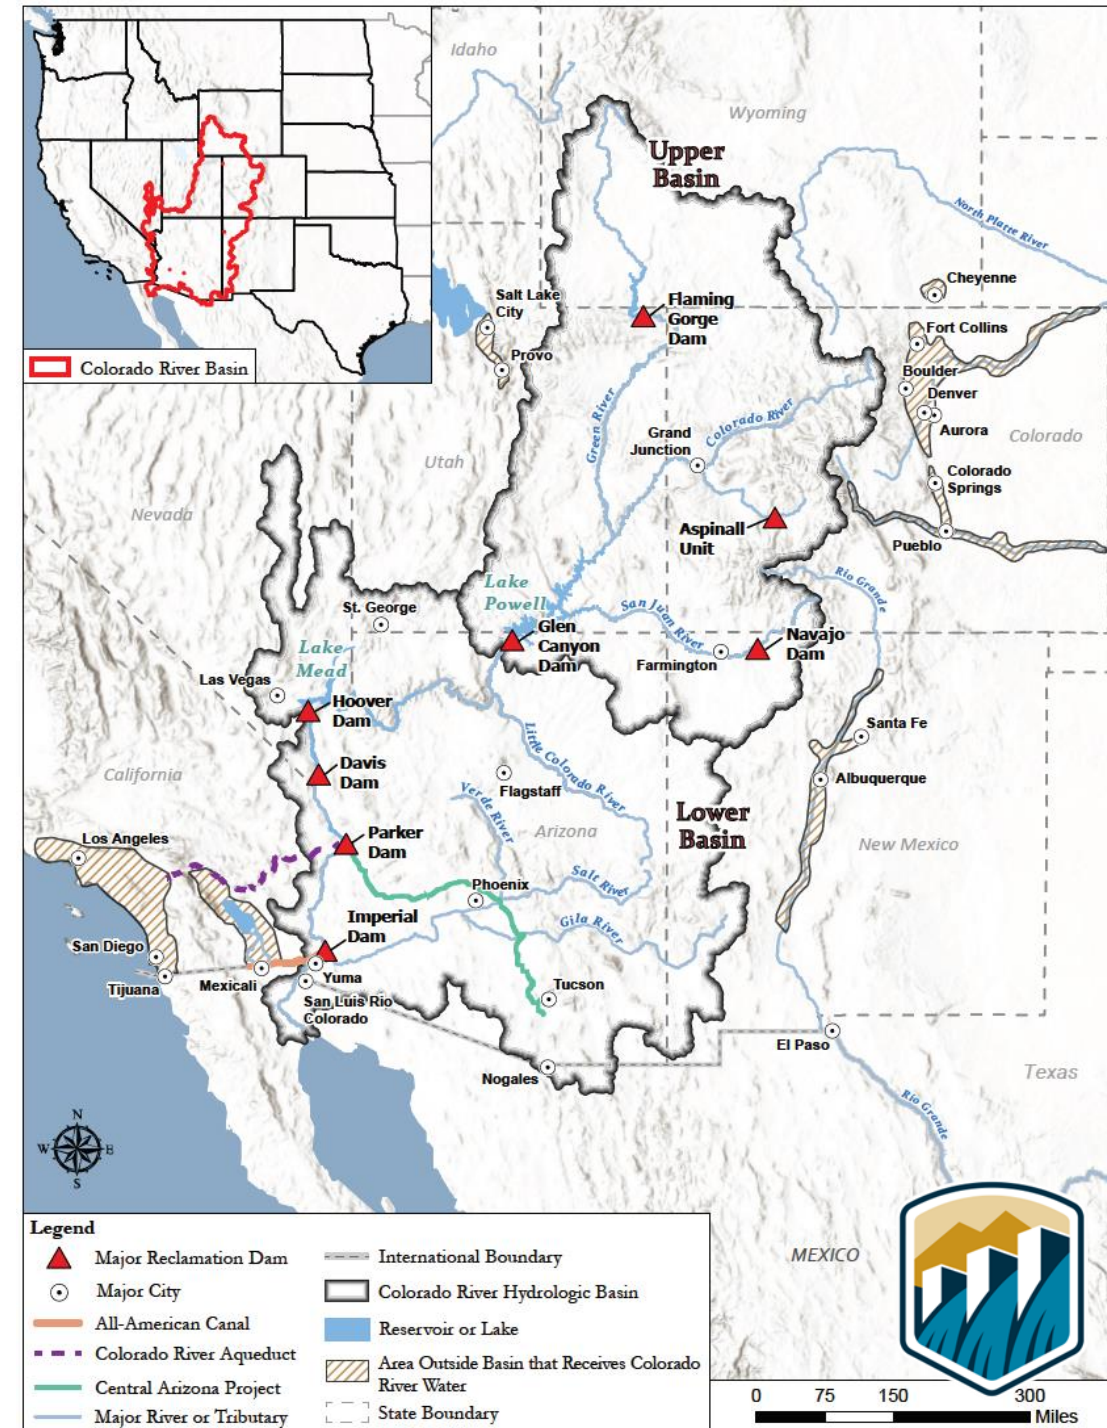 Idaho
Wyoming
Upper
Basin
North Platte River
Cheyenne
Salt Lake
City
Flaming
Gorge
Dam
Fort Collins
Provo
Boulder
Colorado River Basin
Denver
Green River
Colorado River
Aurora
Grand
Junction
Colorado
Utah
Colorado
Springs
Nevada
Aspinall
Unit
Pueblo
Rio Grande
Lake
Powell
St. George
San Juan River
Glen
Canyon
Dam
Navajo
Dam
Lake
Mead
Farmington
Las Vegas
Hoover
Dam
Santa Fe
Little Colorado River
Davis
Dam
California
Flagstaff
Albuquerque
Verde River
Lower
Basin
Parker
Dam
Arizona
Los Angeles
New Mexico
Phoenix
Salt River
Imperial
Dam
Gila River
San Diego
Yuma
Tijuana
Mexicali
Tucson
San Luis Rio
Colorado
El Paso
Nogales
Texas
Rio Grande
N
W
E
S
Legend
Major Reclamation Dam
Major City
All-American Canal
Colorado River Aqueduct
Central Arizona Project
Major River or Tributary
International Boundary
Colorado River Hydrologic Basin
Reservoir or Lake
Area Outside Basin that Receives Colorado
River Water
State Boundary
MEXICO
0 75 150 300
Miles